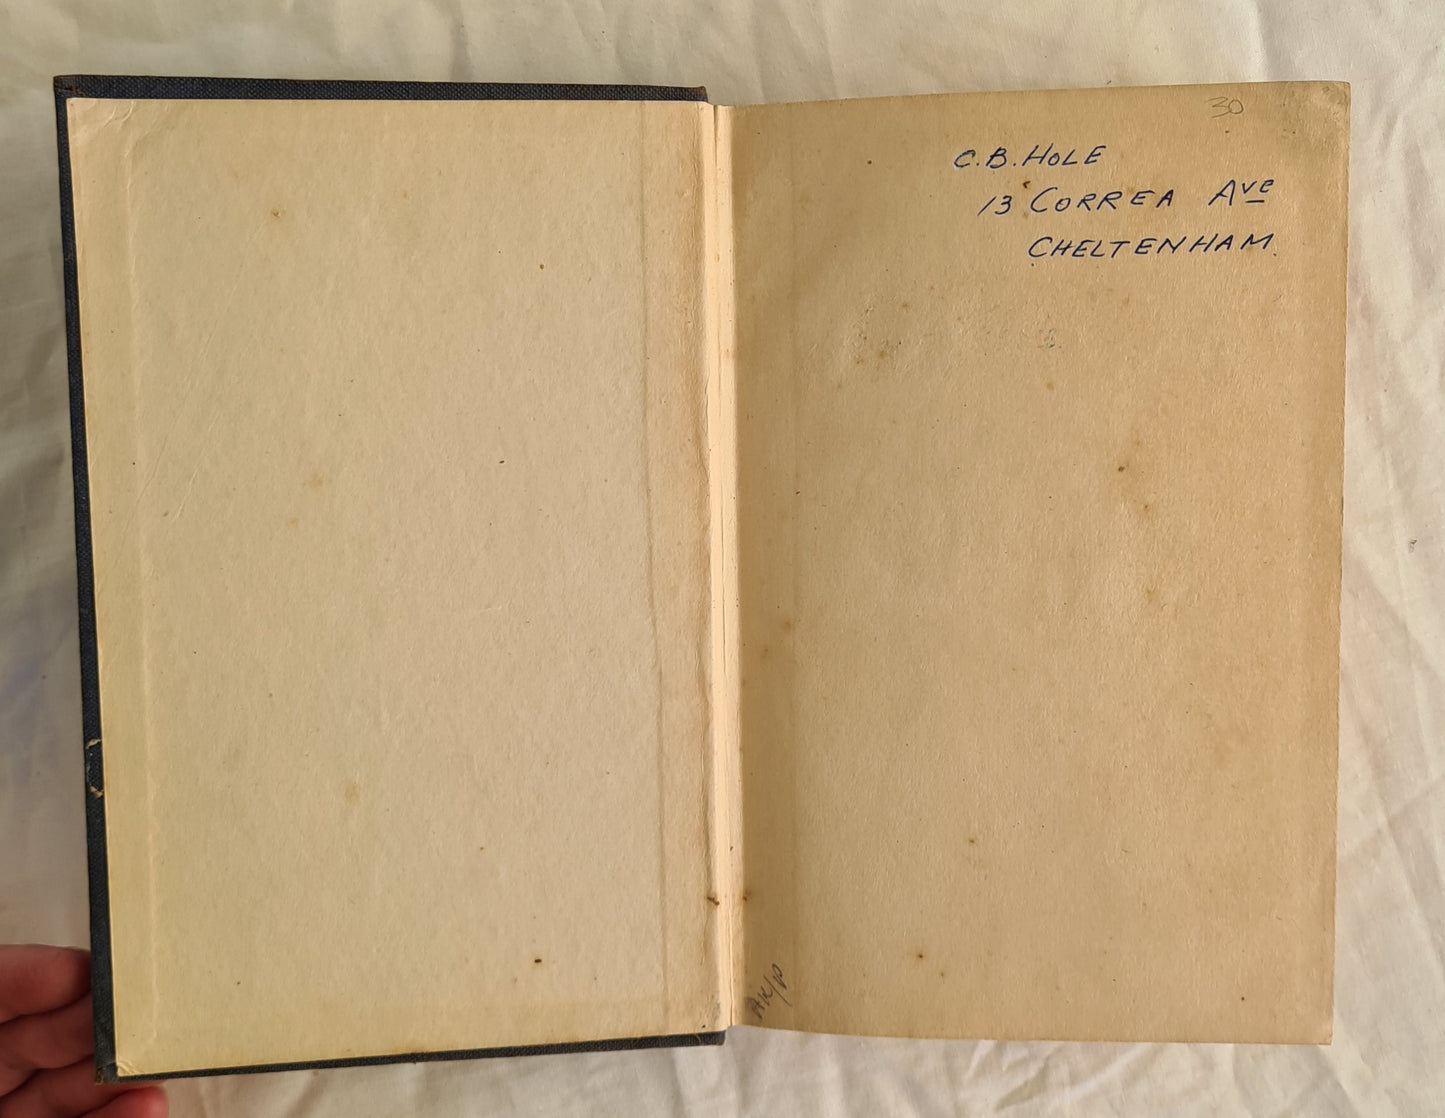 30
C. B. HOLE
13 CORREA Ave
CHELTENHAM.